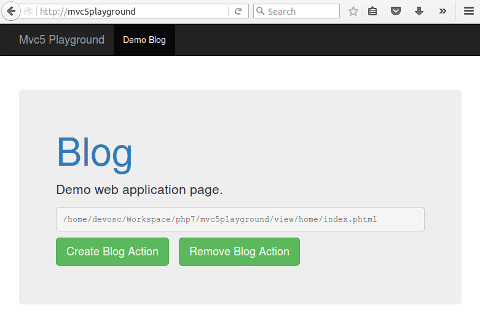 http://mvc5playground
Search
Mvc5 Playground
Demo Blog
Blog
Demo web application page.
/home/devosc/Workspace/php7/mvc5playground/view/home/index.phtml
Create Blog Action
Remove Blog Action